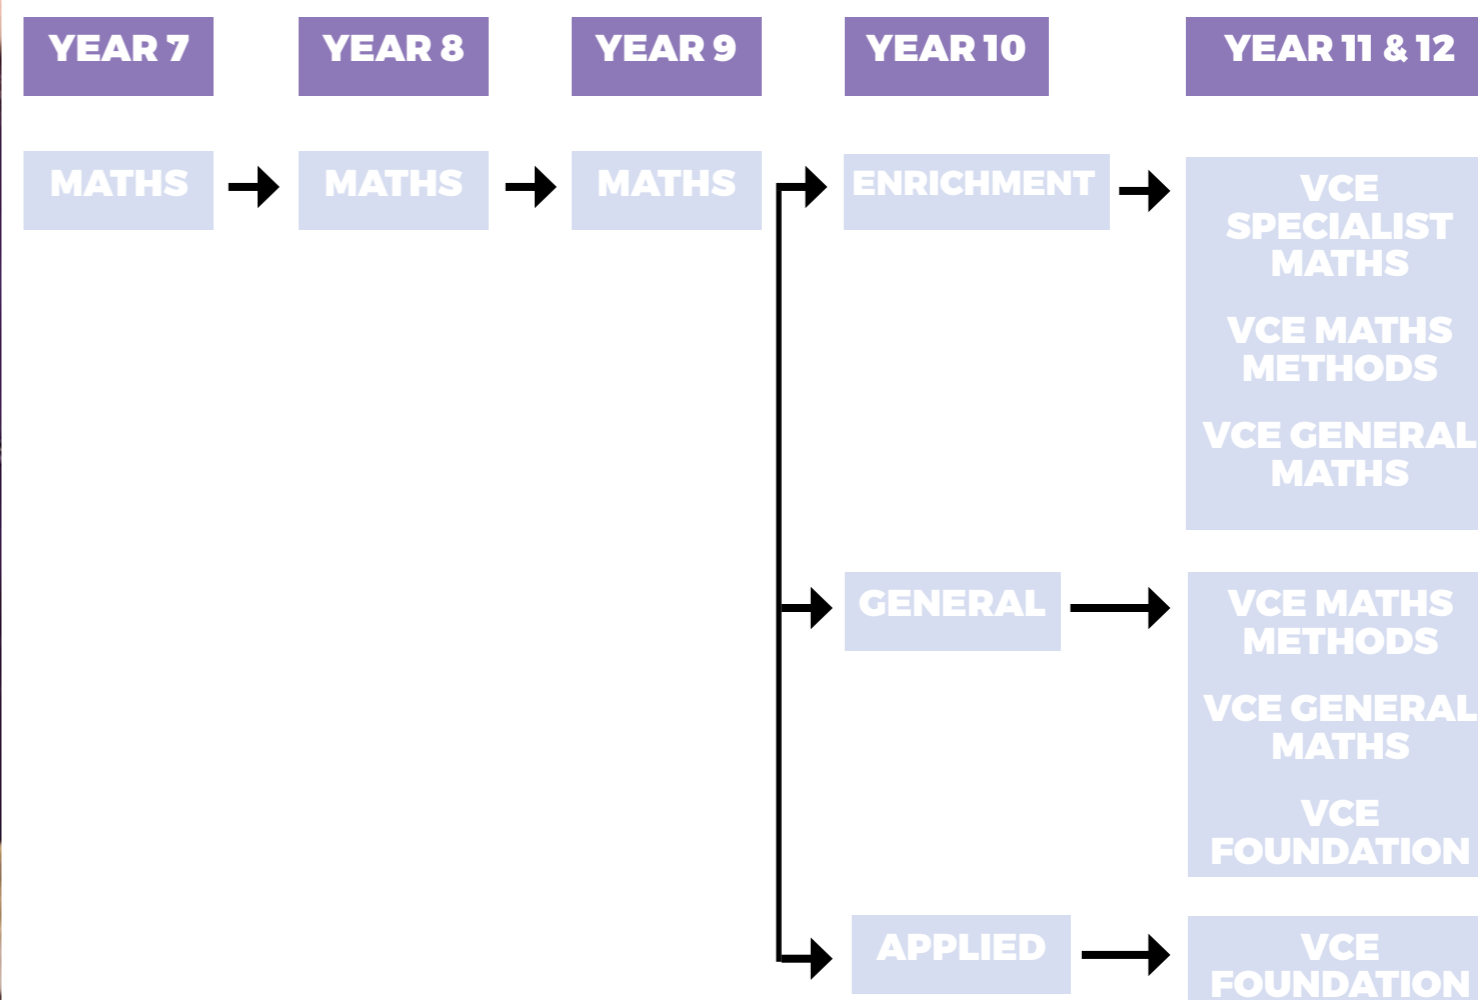 YEAR 7
YEAR 8
YEAR 9
YEAR 10
YEAR 11 & 12
MATHS
MATHS
MATHS
ENRICHMENT
VCE
SPECIALIST
MATHS
VCE MATHS
METHODS
VCE GENERAL
MATHS
GENERAL
VCE MATHS
METHODS
VCE GENERAL
MATHS
VCE
FOUNDATION
APPLIED
VCE
FOUNDATION